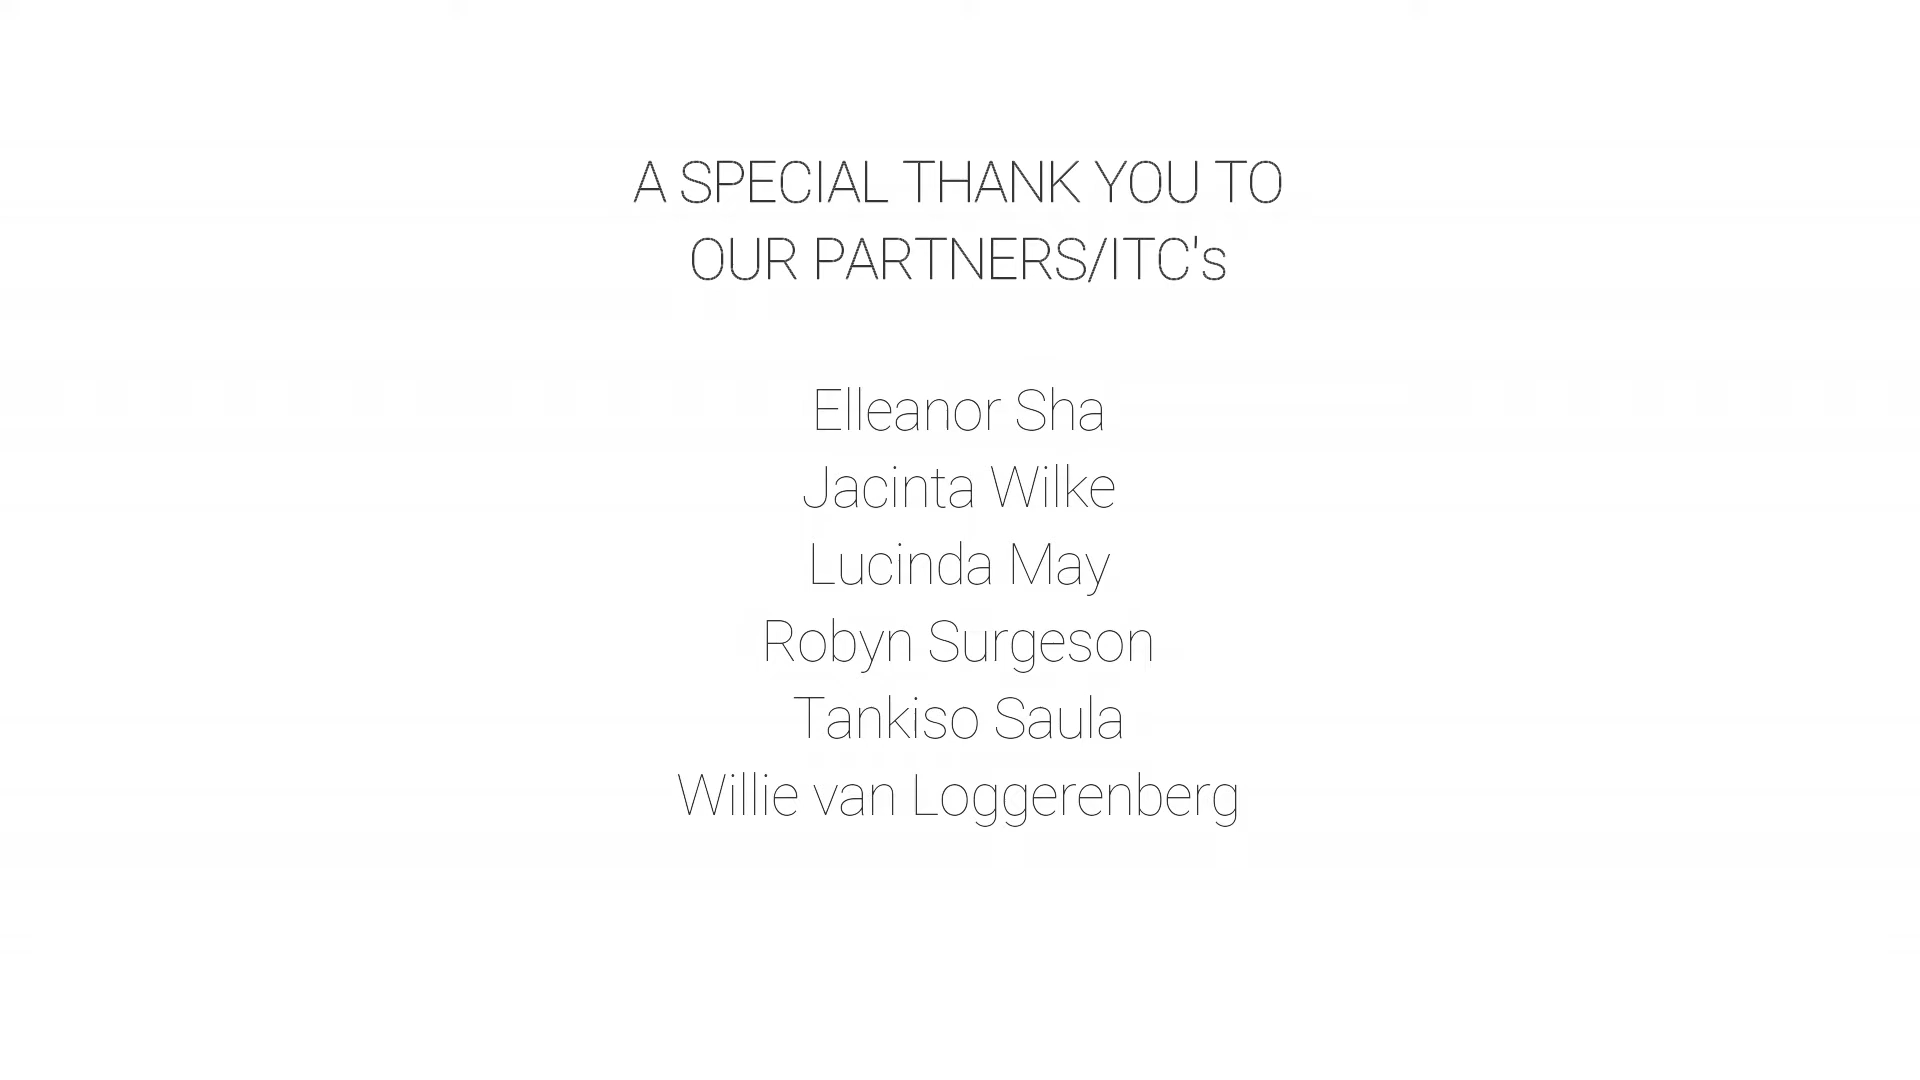 A SPECIAL THANK YOU TO
OUR PARTNERS/ITC's
Elleanor Sha
Jacinta Wilke
Lucinda May
Robyn Surgeson
Tankiso Saula
Willie van Loggerenberg